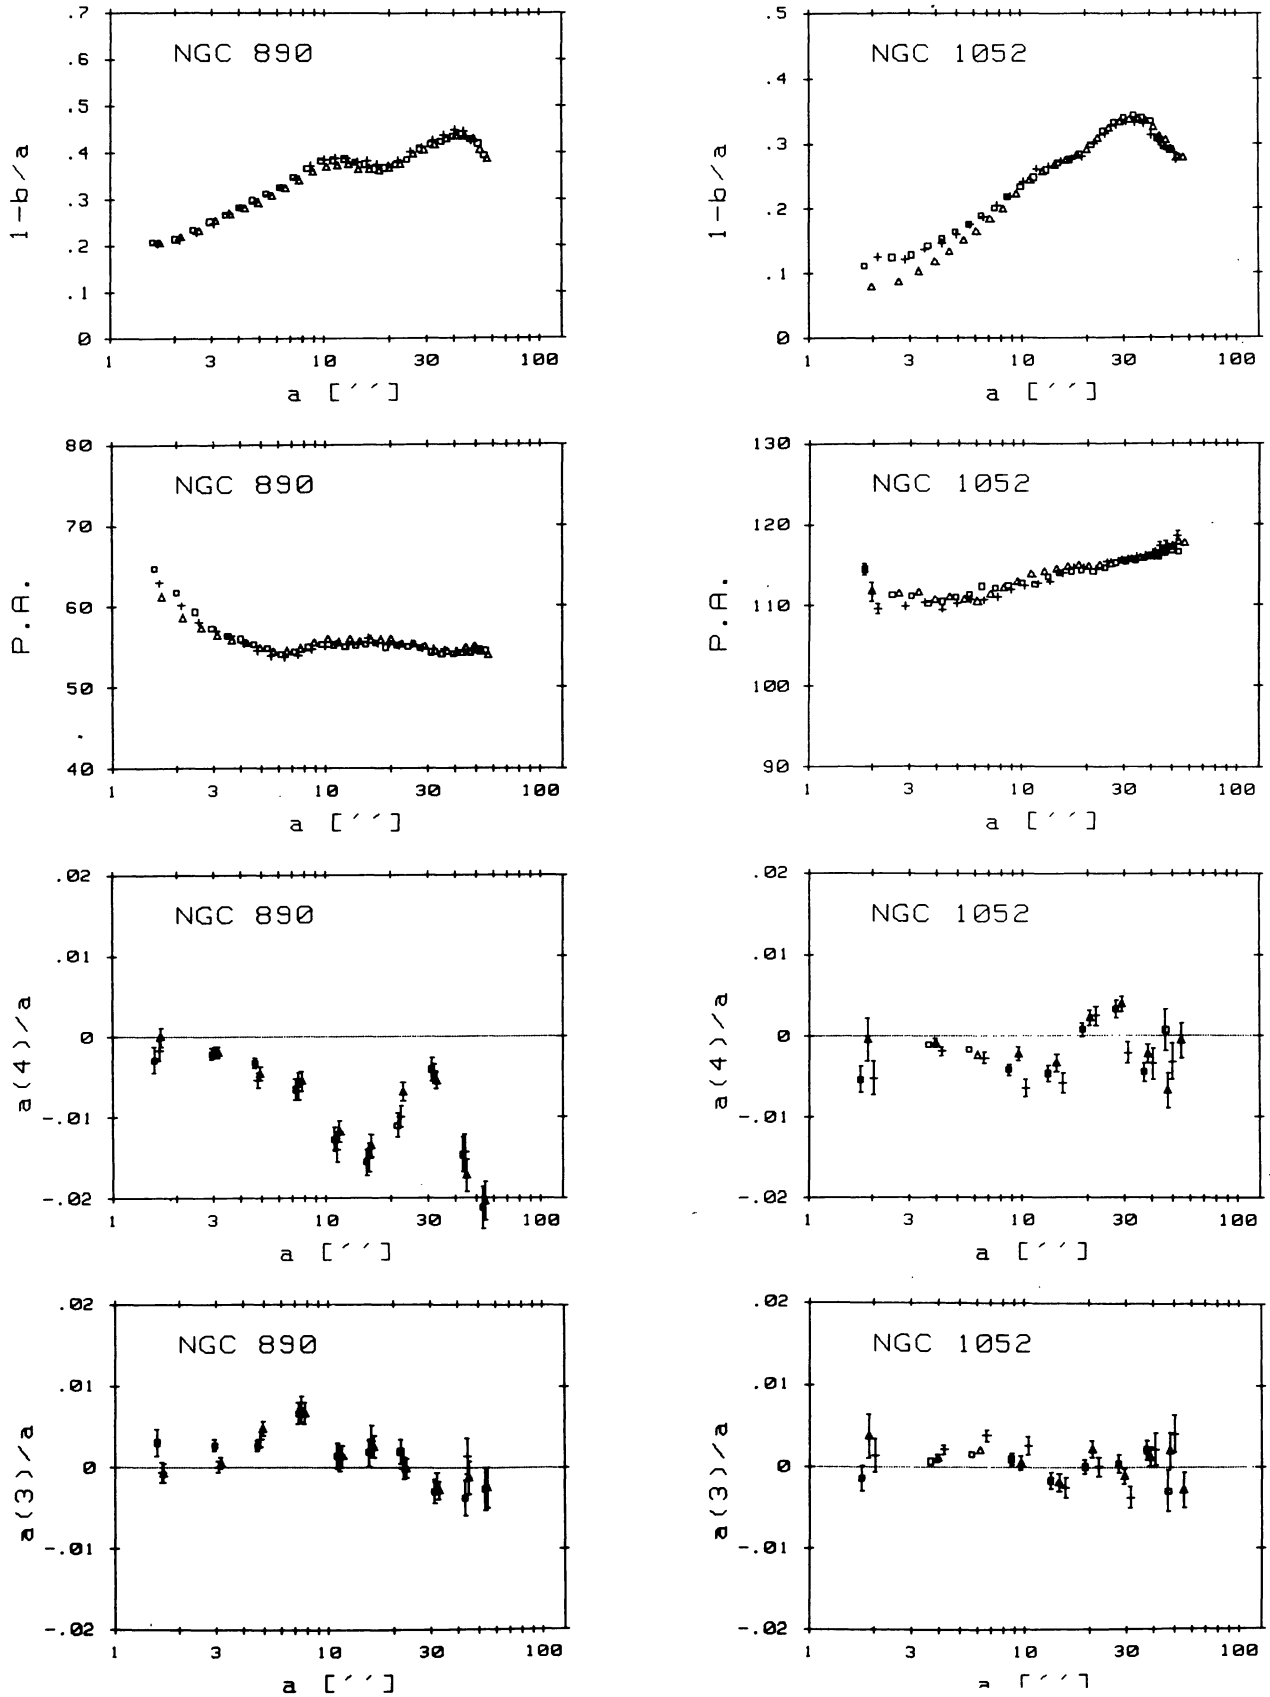 .7
.6
.5
.4
.3
.2
.1
0
1-b/a
NGC 890
1 3 10 30 100
a [´´]
.5
.4
.3
.2
.1
0
1-b/a
NGC 1052
1 3 10 30 100
a [´´]
80
70
60
50
40
P.A.
NGC 890
1 3 10 30 100
a [´´]
130
120
110
100
90
P.A.
NGC 1052
1 3 10 30 100
a [´´]
.02
.01
0
-.01
-.02
a(4)/a
NGC 890
1 3 10 30 100
a [´´]
.02
.01
0
-.01
-.02
a(4)/a
NGC 1052
1 3 10 30 100
a [´´]
.02
.01
0
-.01
-.02
a(3)/a
NGC 890
1 3 10 30 100
a [´´]
.02
.01
0
-.01
-.02
a(3)/a
NGC 1052
1 3 10 30 100
a [´´]